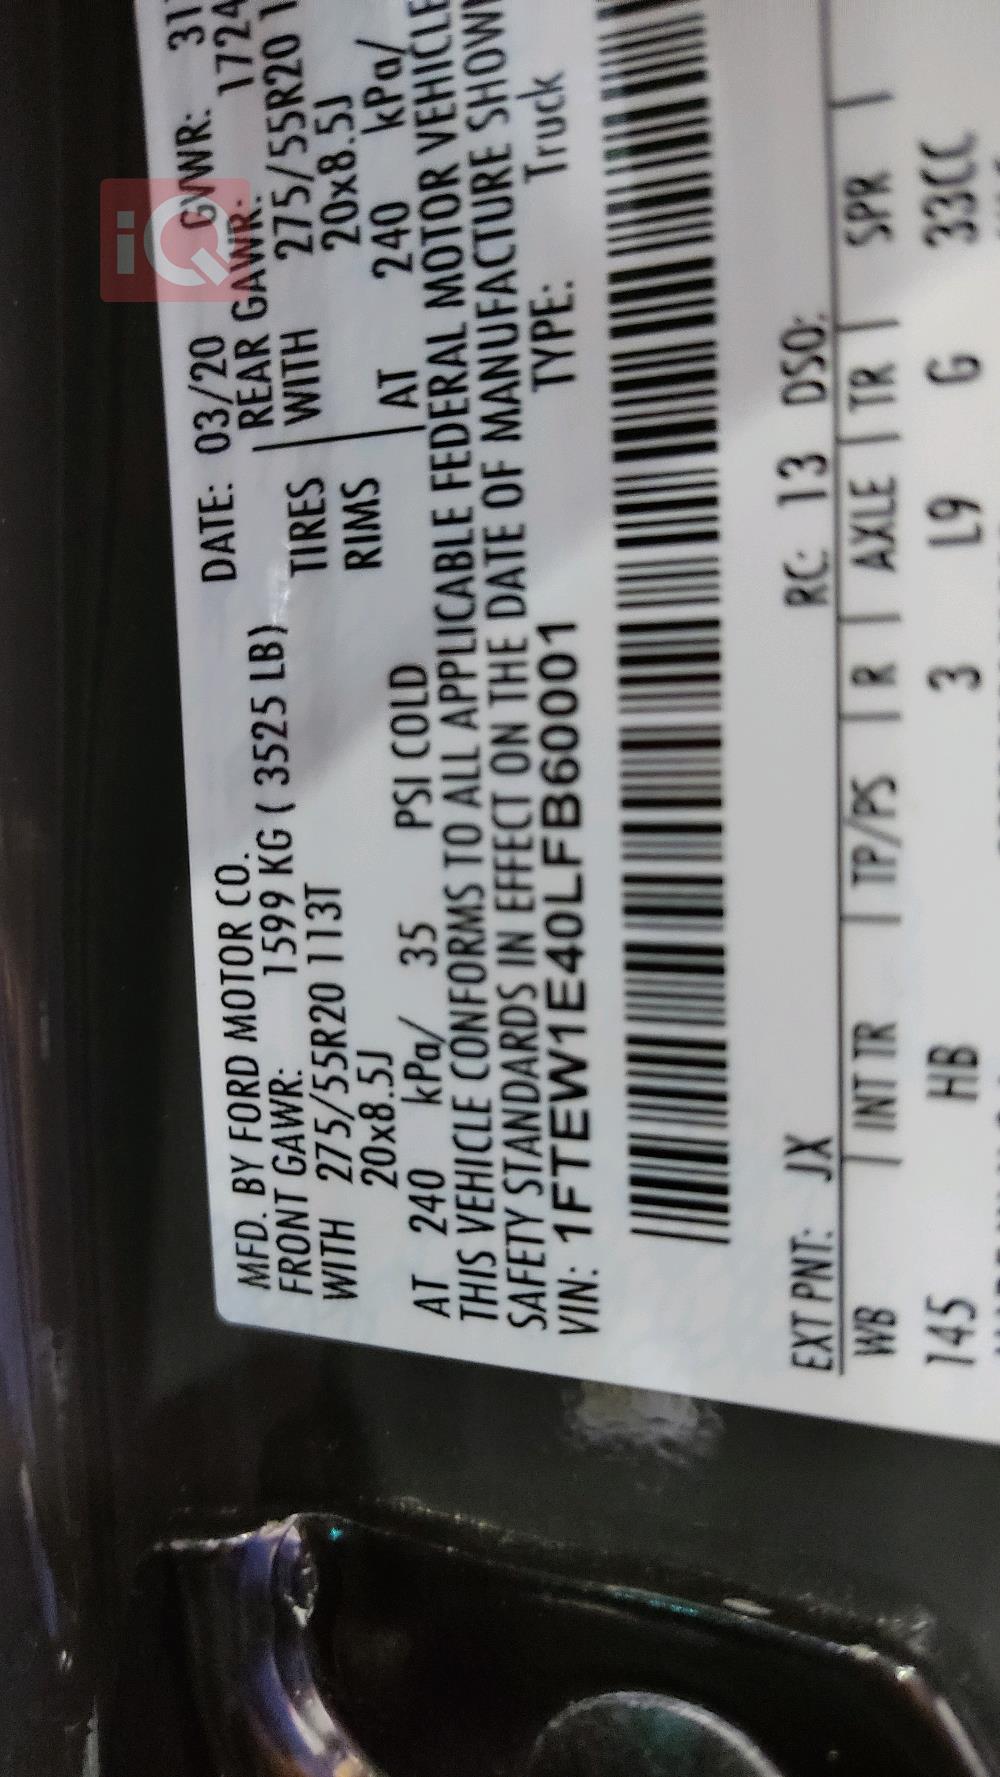 iQ
MFD. BY FORD MOTOR CO. DATE: 03/20 GVWR: 31
FRONT GAWR: 1599 KG ( 3525 LB) REAR GAWR: 1724
WITH 275/55R20 113T TIRES WITH 275/55R20 1
20x8.5J RIMS 20x8.5J
AT 240 kPa/ 35 PSI COLD AT 240 kPa/
THIS VEHICLE CONFORMS TO ALL APPLICABLE FEDERAL MOTOR VEHICLE
SAFETY STANDARDS IN EFFECT ON THE DATE OF MANUFACTURE SHOWN
VIN: 1FTEW1E40LFB60001 TYPE: Truck
EXT PNT: JX RC: 13 DSO:
WB INT TR TP/PS R AXLE TR SPR
145 HB 3 L9 G 33CC